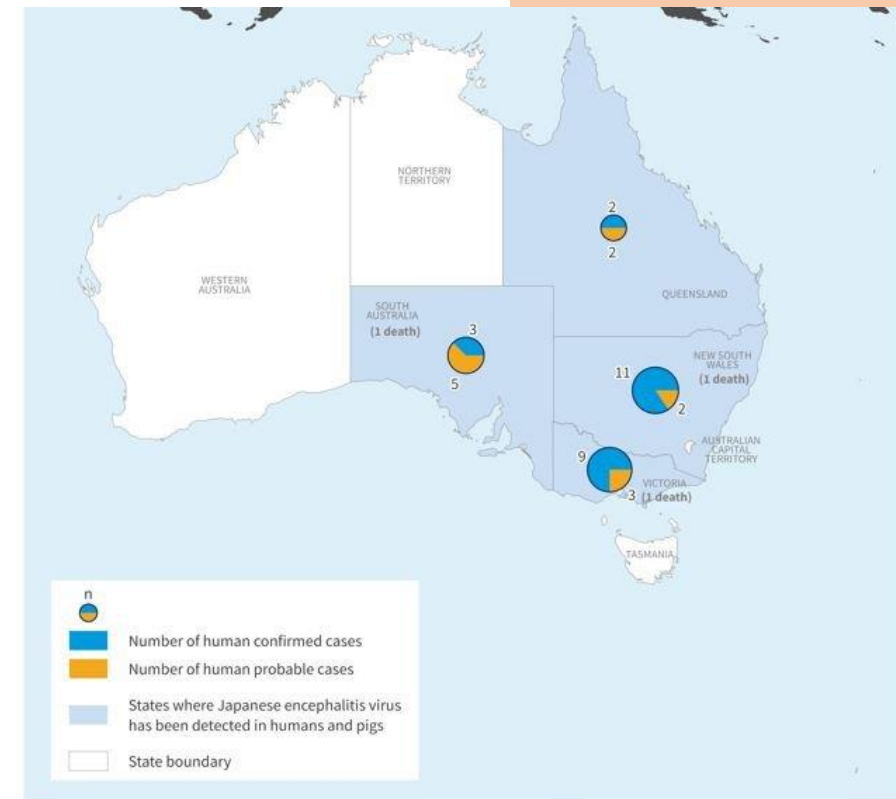 NORTHERN
TERRITORY
2
2
WESTERN
AUSTRALIA
QUEENSLAND
SOUTH
AUSTRALIA
(1 death)
3
5
NEW SOUTH
WALES
(1 death)
11
2
AUSTRALIAN
CAPITAL
TERRITORY
9
VICTORIA
3
(1 death)
TASMANIA
n
Number of human confirmed cases
Number of human probable cases
States where Japanese encephalitis virus
has been detected in humans and pigs
State boundary